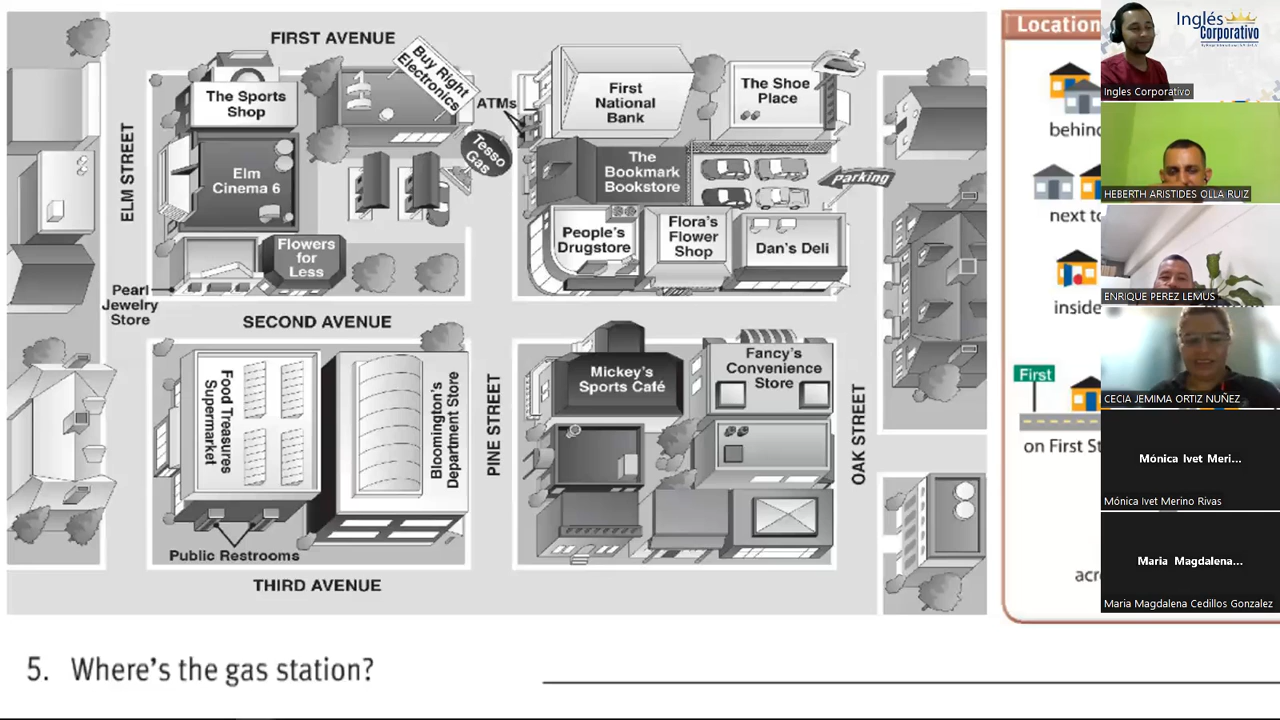 FIRST AVENUE
Buy Right
Electronics
The Sports
Shop
ATMs
First
National
Bank
The Shoe
Place
ELM STREET
Elm
Cinema 6
Tesso
Gas
The
Bookmark
Bookstore
Parking
Flowers
for
Less
People's
Drugstore
Flora's
Flower
Shop
Dan's Deli
Pearl
Jewelry
Store
SECOND AVENUE
Food Treasures
Supermarket
Bloomington's
Department Store
PINE STREET
Mickey's
Sports Café
Fancy's
Convenience
Store
OAK STREET
Public Restrooms
THIRD AVENUE
Location
behind
next to
inside
First
on First St
acr
5. Where's the gas station?
Inglés
Corporativo
Ingles Corporativo
HEBERTH ARISTIDES OLLA RUIZ
ENRIQUE PEREZ LEMUS
CECIA JEMIMA ORTIZ NUÑEZ
Mónica Ivet Meri...
Mónica Ivet Merino Rivas
Maria Magdalena...
Maria Magdalena Cedillos Gonzalez